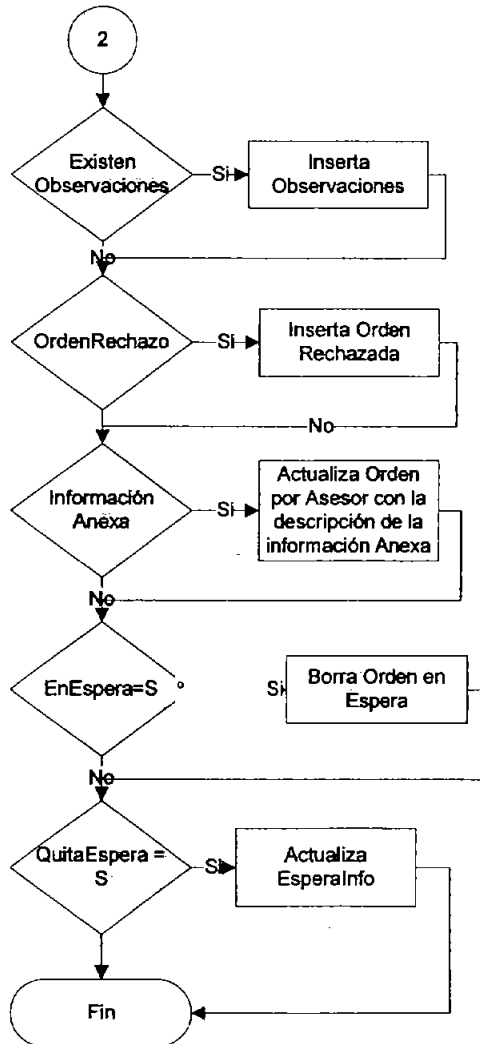 2
Existen
Observaciones
Si
Inserta
Observaciones
No
OrdenRechazo
Si
Inserta Orden
Rechazada
No
Información
Anexa
Si
Actualiza Orden
por Asesor con la
descripción de la
información Anexa
No
EnEspera=S
Si
Borra Orden en
Espera
No
QuitaEspera =
S
Si
Actualiza
EsperaInfo
Fin